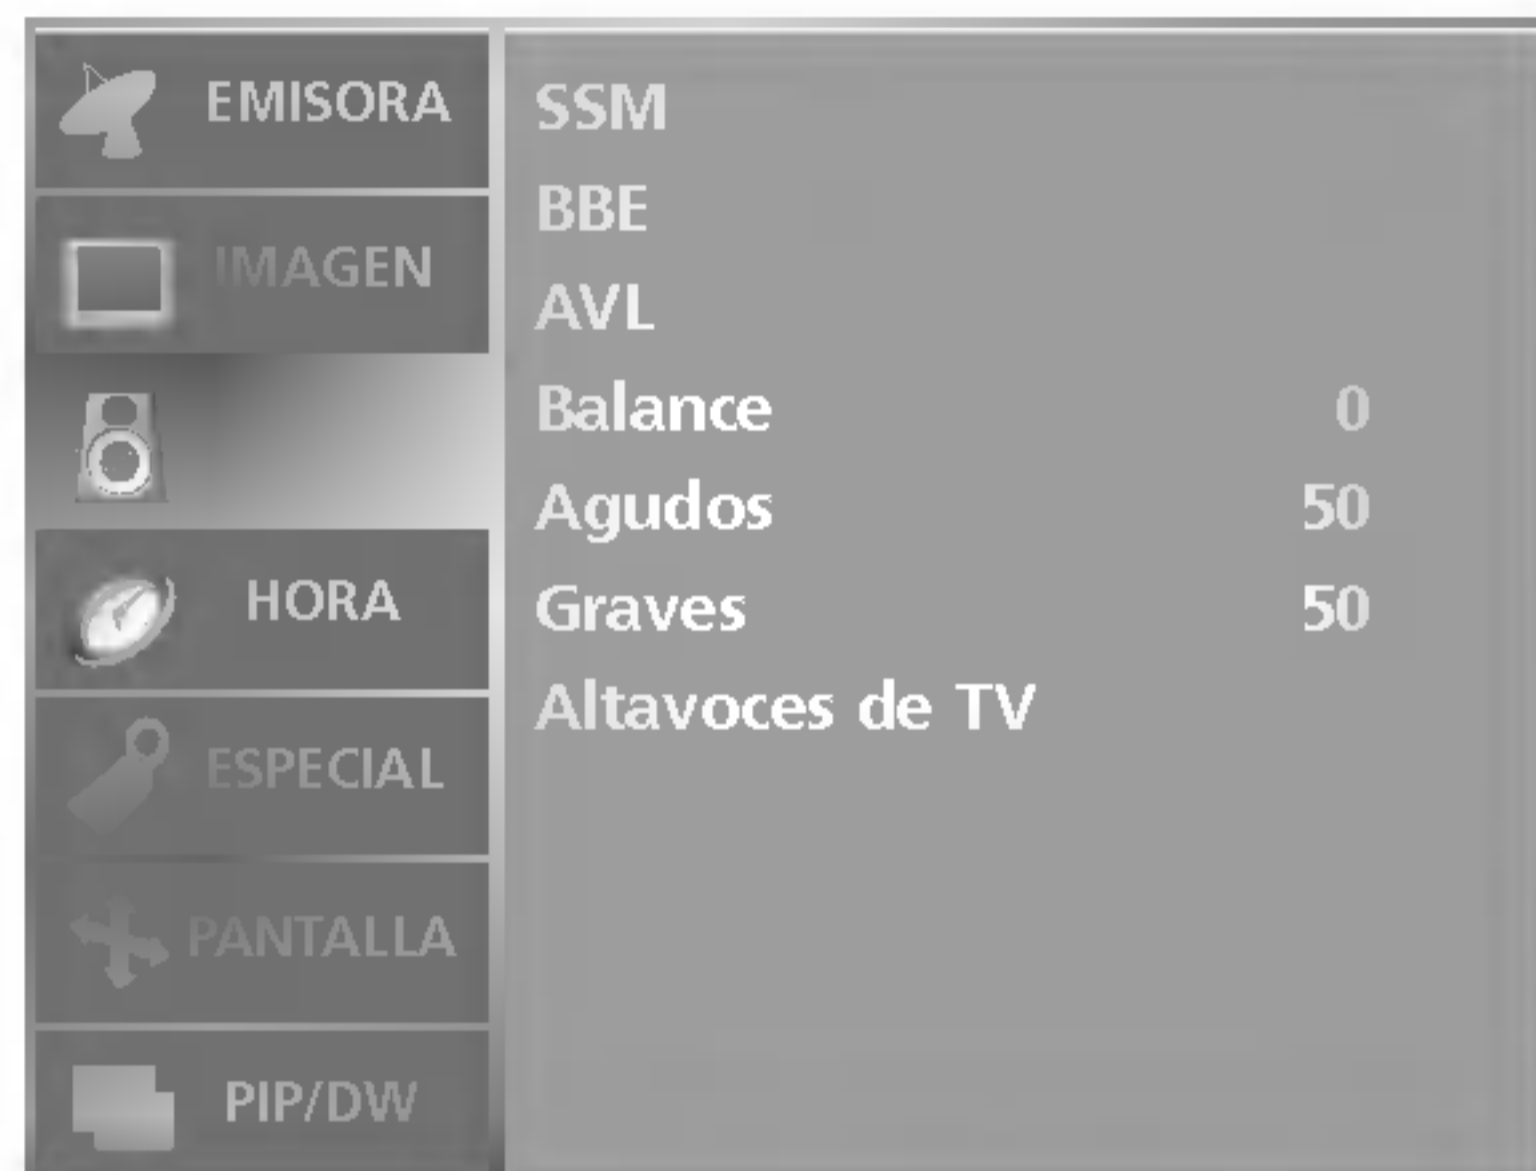 EMISORA
IMAGEN
HORA
ESPECIAL
PANTALLA
PIP/DW
SSM
BBE
AVL
Balance 0
Agudos 50
Graves 50
Altavoces de TV